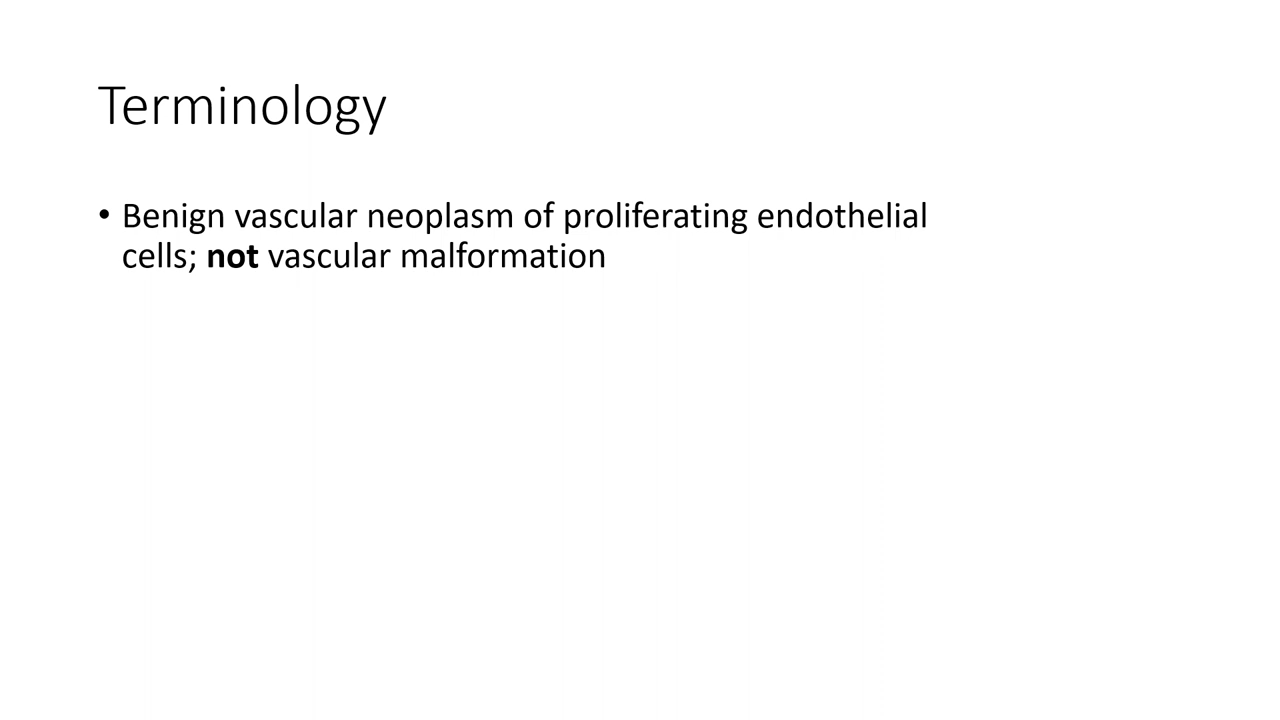 Terminology
• Benign vascular neoplasm of proliferating endothelial
cells; not vascular malformation